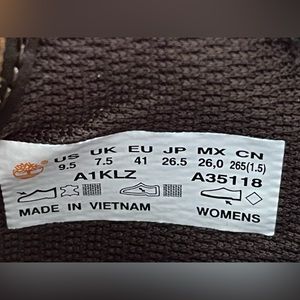 US UK EU JP MX CN
9.5 7.5 41 26.5 26,0 265(1.5)
A1KLZ A35118
MADE IN VIETNAM WOMENS